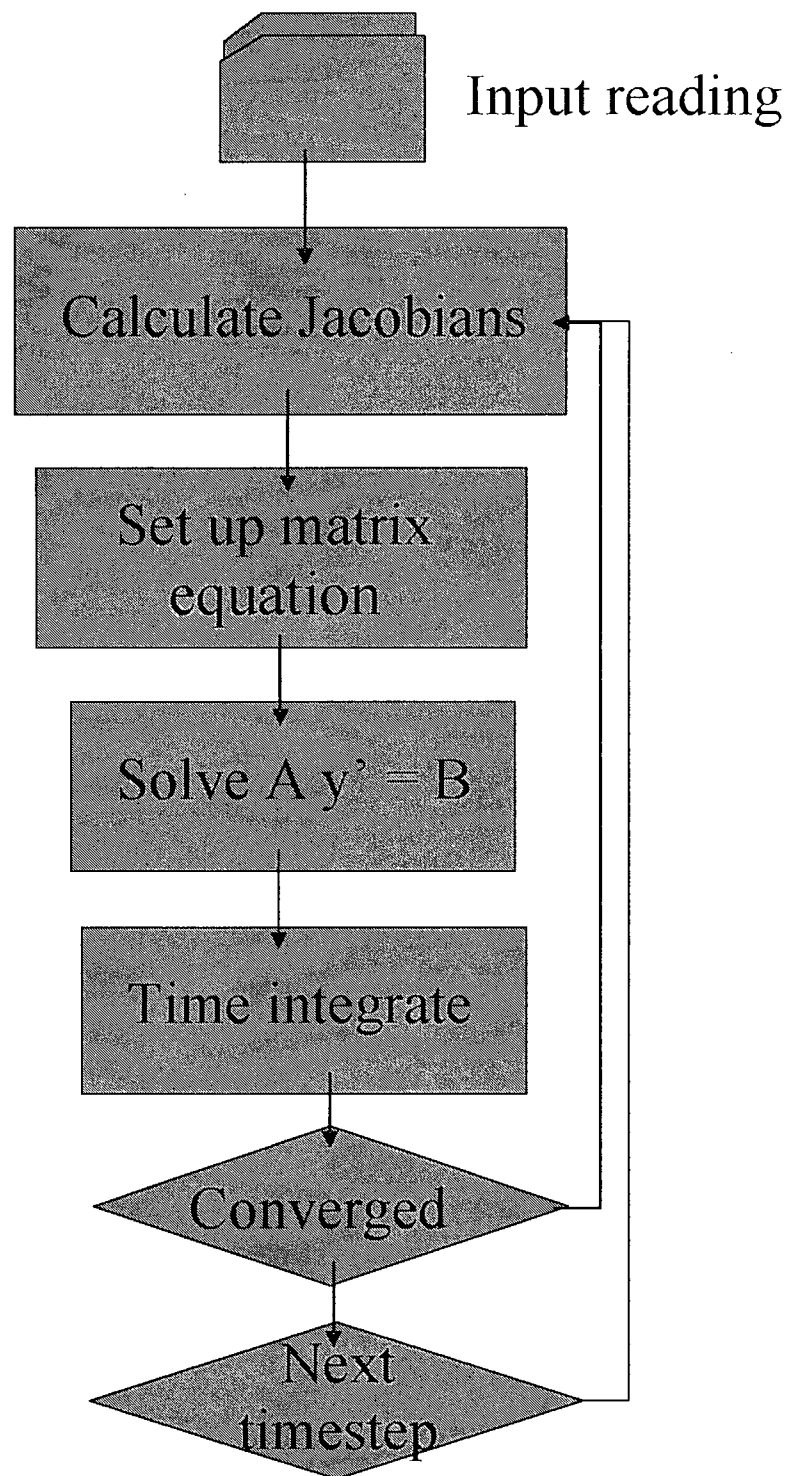 Input reading
Calculate Jacobians
Set up matrix
equation
Solve A y’ = B
Time integrate
Converged
Next
timestep